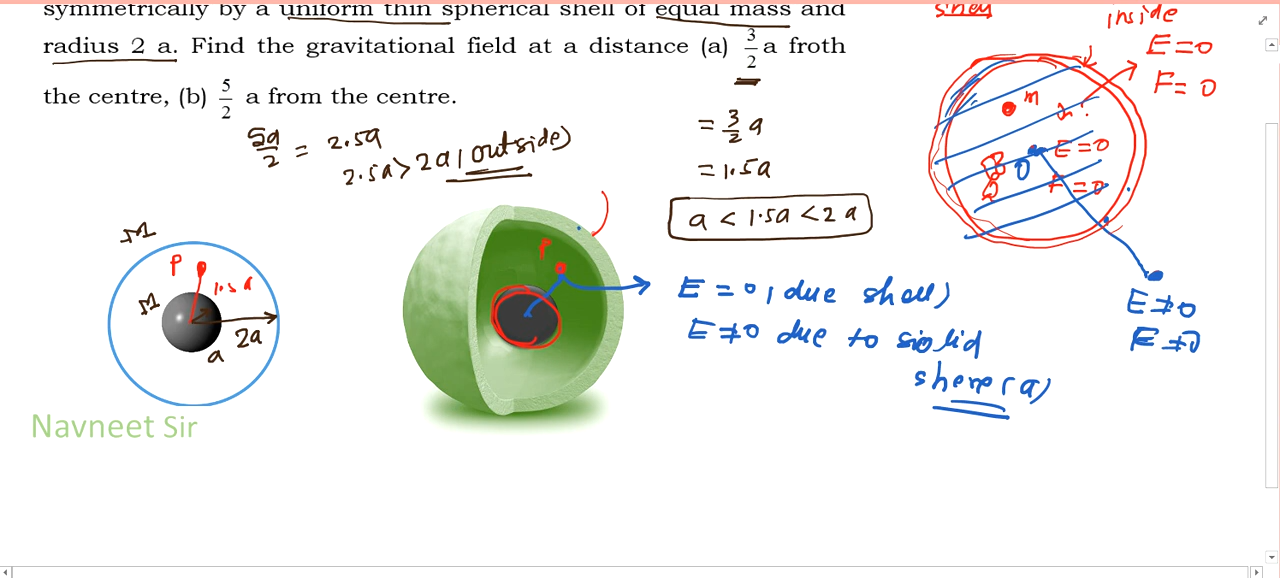 symmetrically by a uniform thin spherical shell of equal mass and
radius 2 a. Find the gravitational field at a distance (a) 3/2 a froth
the centre, (b) 5/2 a from the centre.
5a/2 = 2.5a
2.5a > 2a, (outside)
= 3/2 a
= 1.5a
a < 1.5a < 2a
shell
inside
E = 0
F = 0
m
E = 0
O
F = 0
E ≠ 0
F ≠ 0
M
P
1.5a
M
2a
a
P
E = 0, (due shell)
E ≠ 0 due to solid
shere (a)
Navneet Sir